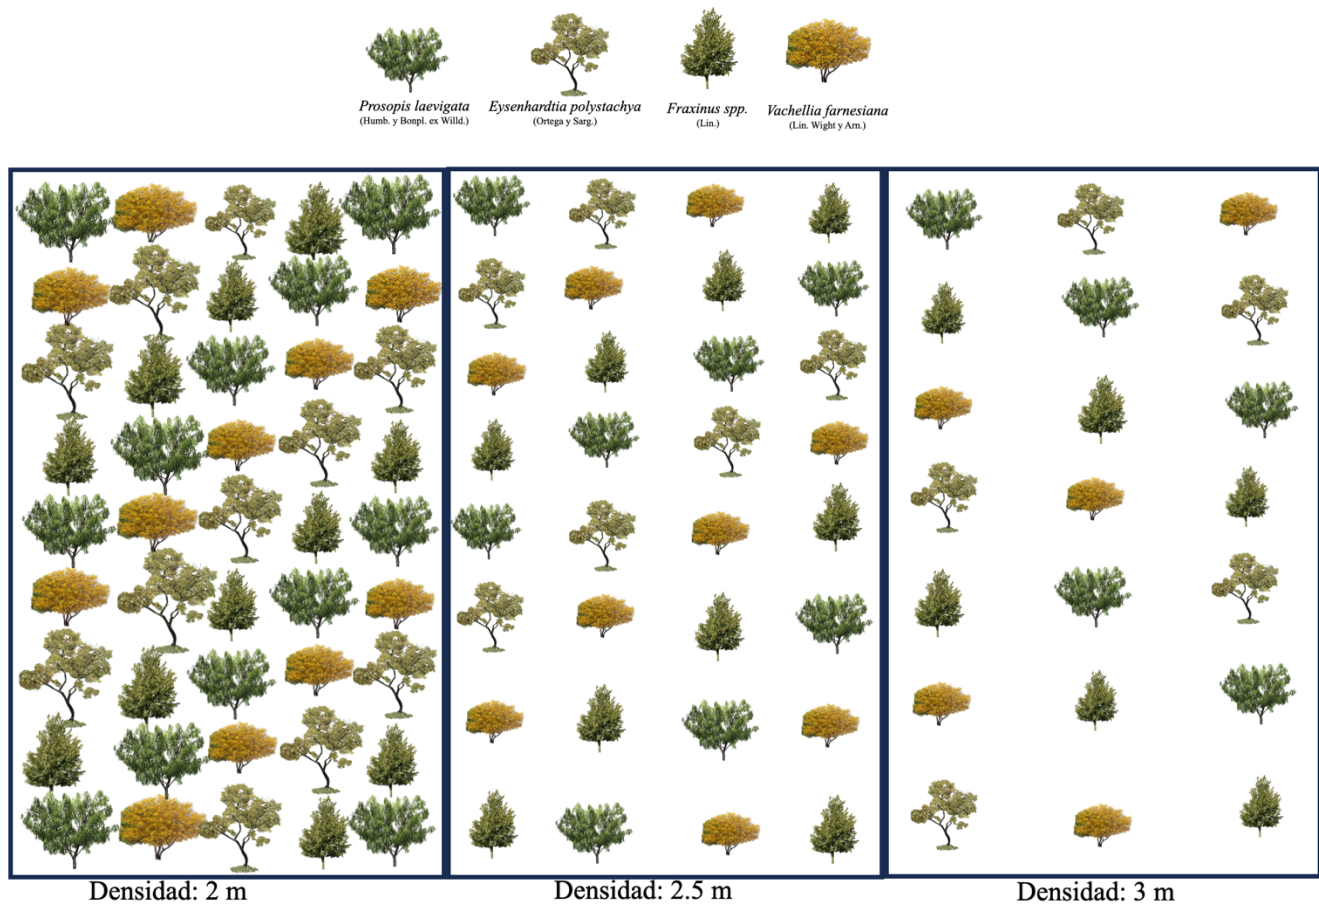 Prosopis laevigata
(Humb. y Bonpl. ex Willd.)
Eysenhardtia polystachya
(Ortega y Sarg.)
Fraxinus spp.
(Lin.)
Vachellia farnesiana
(Lin. Wight y Arn.)
Densidad: 2 m
Densidad: 2.5 m
Densidad: 3 m